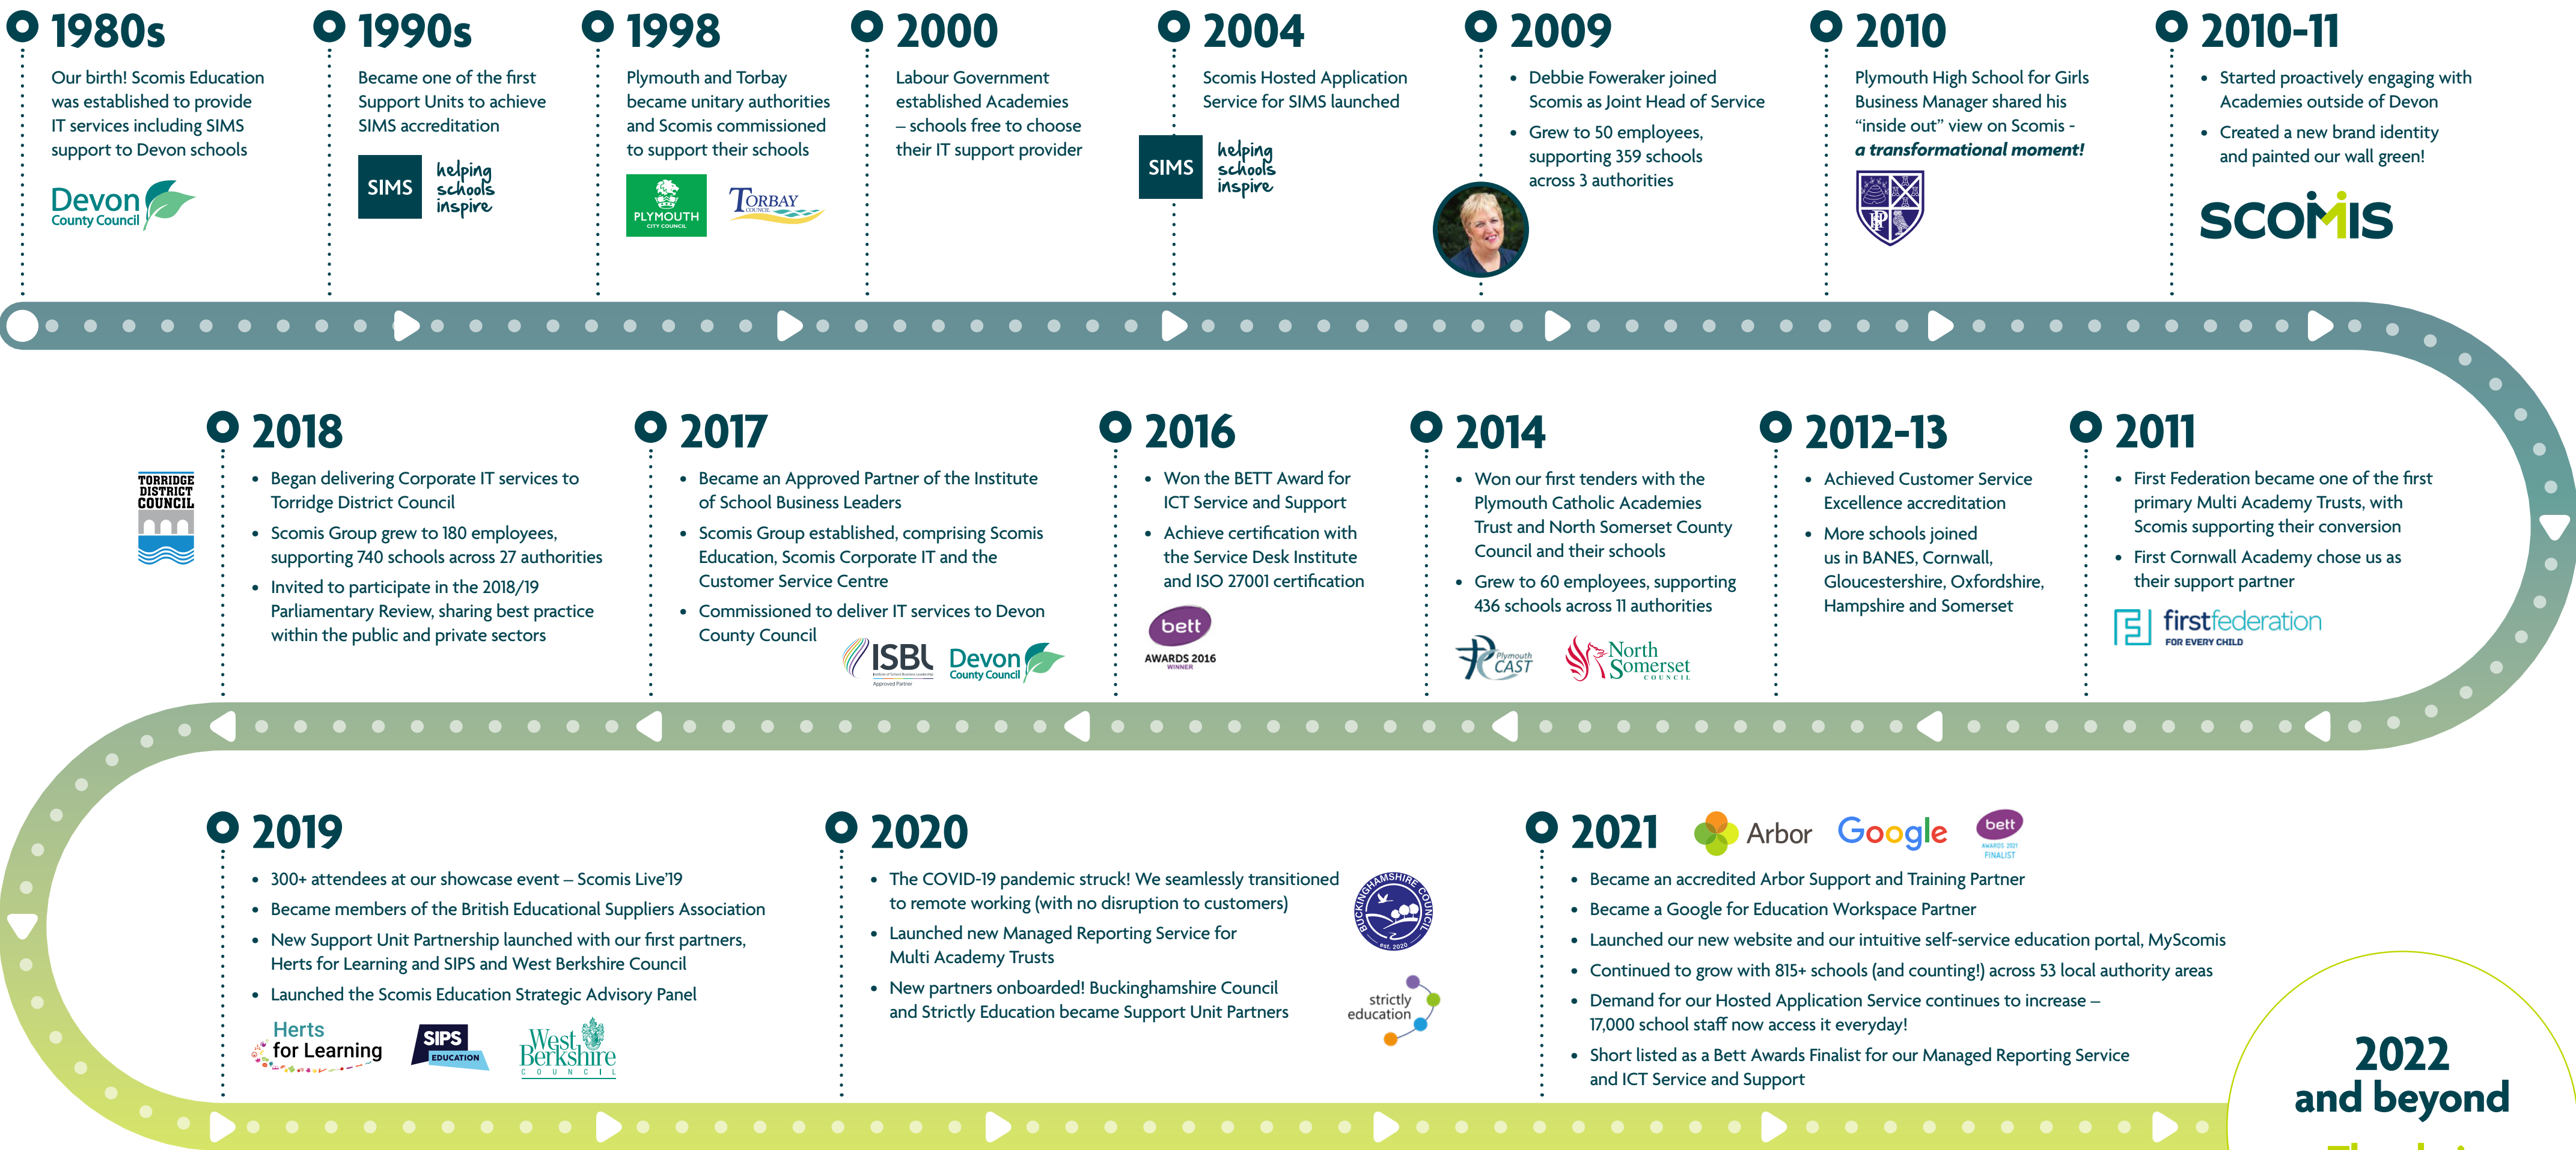 1980s
Our birth! Scomis Education
was established to provide
IT services including SIMS
support to Devon schools
Devon
County Council
1990s
Became one of the first
Support Units to achieve
SIMS accreditation
SIMS
helping
schools
inspire
1998
Plymouth and Torbay
became unitary authorities
and Scomis commissioned
to support their schools
PLYMOUTH
CITY COUNCIL
TORBAY
COUNCIL
2000
Labour Government
established Academies
– schools free to choose
their IT support provider
2004
Scomis Hosted Application
Service for SIMS launched
SIMS
helping
schools
inspire
2009
• Debbie Foweraker joined
Scomis as Joint Head of Service
• Grew to 50 employees,
supporting 359 schools
across 3 authorities
2010
Plymouth High School for Girls
Business Manager shared his
“inside out” view on Scomis -
a transformational moment!
2010-11
• Started proactively engaging with
Academies outside of Devon
• Created a new brand identity
and painted our wall green!
SCOMIS
2011
• First Federation became one of the first
primary Multi Academy Trusts, with
Scomis supporting their conversion
• First Cornwall Academy chose us as
their support partner
firstfederation
FOR EVERY CHILD
2012-13
• Achieved Customer Service
Excellence accreditation
• More schools joined
us in BANES, Cornwall,
Gloucestershire, Oxfordshire,
Hampshire and Somerset
2014
• Won our first tenders with the
Plymouth Catholic Academies
Trust and North Somerset County
Council and their schools
• Grew to 60 employees, supporting
436 schools across 11 authorities
Plymouth
CAST
North
Somerset
COUNCIL
2016
• Won the BETT Award for
ICT Service and Support
• Achieve certification with
the Service Desk Institute
and ISO 27001 certification
bett
AWARDS 2016
WINNER
2017
• Became an Approved Partner of the Institute
of School Business Leaders
• Scomis Group established, comprising Scomis
Education, Scomis Corporate IT and the
Customer Service Centre
• Commissioned to deliver IT services to Devon
County Council
ISBL
Institute of School Business Leadership
Approved Partner
Devon
County Council
2018
• Began delivering Corporate IT services to
Torridge District Council
• Scomis Group grew to 180 employees,
supporting 740 schools across 27 authorities
• Invited to participate in the 2018/19
Parliamentary Review, sharing best practice
within the public and private sectors
TORRIDGE
DISTRICT
COUNCIL
2019
• 300+ attendees at our showcase event – Scomis Live’19
• Became members of the British Educational Suppliers Association
• New Support Unit Partnership launched with our first partners,
Herts for Learning and SIPS and West Berkshire Council
• Launched the Scomis Education Strategic Advisory Panel
Herts
for Learning
SIPS
EDUCATION
West
Berkshire
COUNCIL
2020
• The COVID-19 pandemic struck! We seamlessly transitioned
to remote working (with no disruption to customers)
• Launched new Managed Reporting Service for
Multi Academy Trusts
• New partners onboarded! Buckinghamshire Council
and Strictly Education became Support Unit Partners
BUCKINGHAMSHIRE COUNCIL
est. 2020
strictly
education
2021
Arbor
Google
bett
AWARDS 2021
FINALIST
• Became an accredited Arbor Support and Training Partner
• Became a Google for Education Workspace Partner
• Launched our new website and our intuitive self-service education portal, MyScomis
• Continued to grow with 815+ schools (and counting!) across 53 local authority areas
• Demand for our Hosted Application Service continues to increase –
17,000 school staff now access it everyday!
• Short listed as a Bett Awards Finalist for our Managed Reporting Service
and ICT Service and Support
2022
and beyond